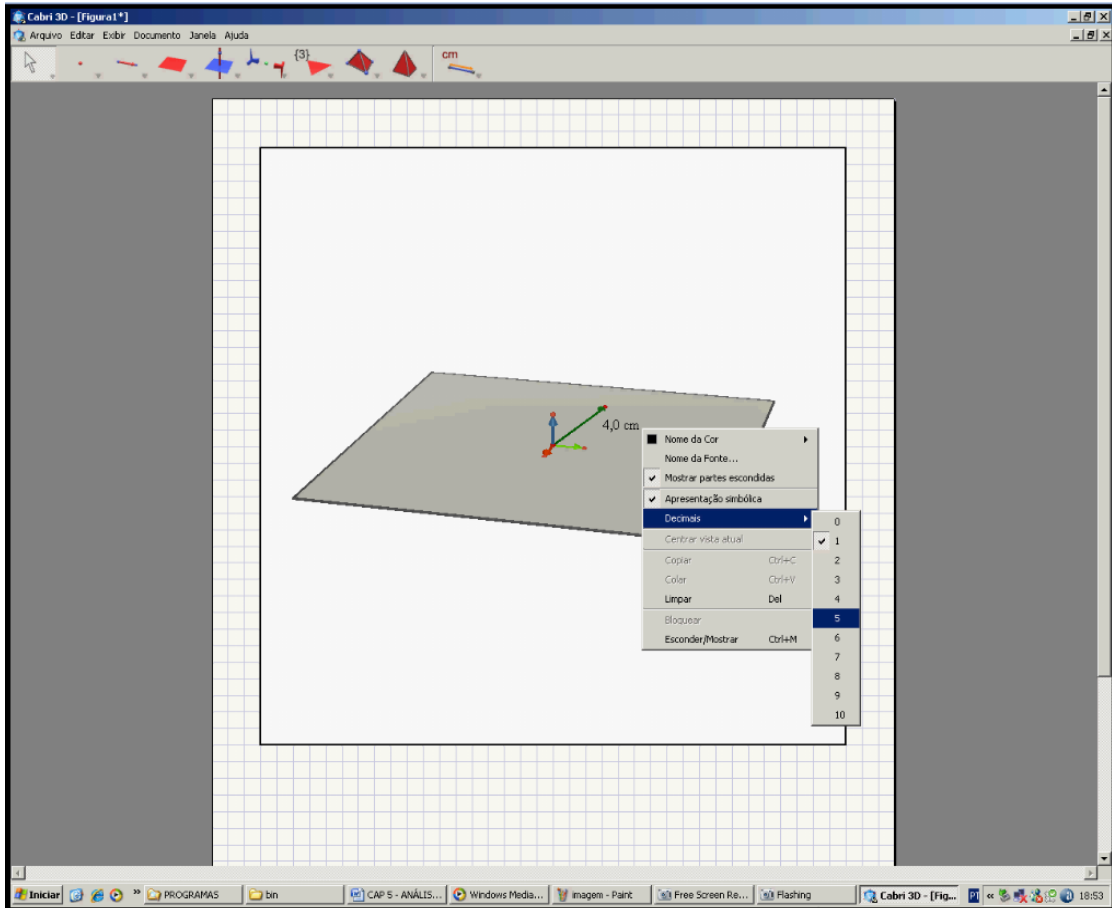 Cabri 3D - [Figura1*]
Arquivo Editar Exibir Documento Janela Ajuda
{3}
cm
4,0 cm
Nome da Cor
Nome da Fonte...
Mostrar partes escondidas
Apresentação simbólica
Decimais
Centrar vista atual
Copiar Ctrl+C
Colar Ctrl+V
Limpar Del
Bloquear
Esconder/Mostrar Ctrl+M
0
1
2
3
4
5
6
7
8
9
10
Iniciar » PROGRAMAS bin CAP 5 - ANÁLIS... Windows Media... imagem - Paint Free Screen Re... Flashing Cabri 3D - [Fig... PT « 18:53